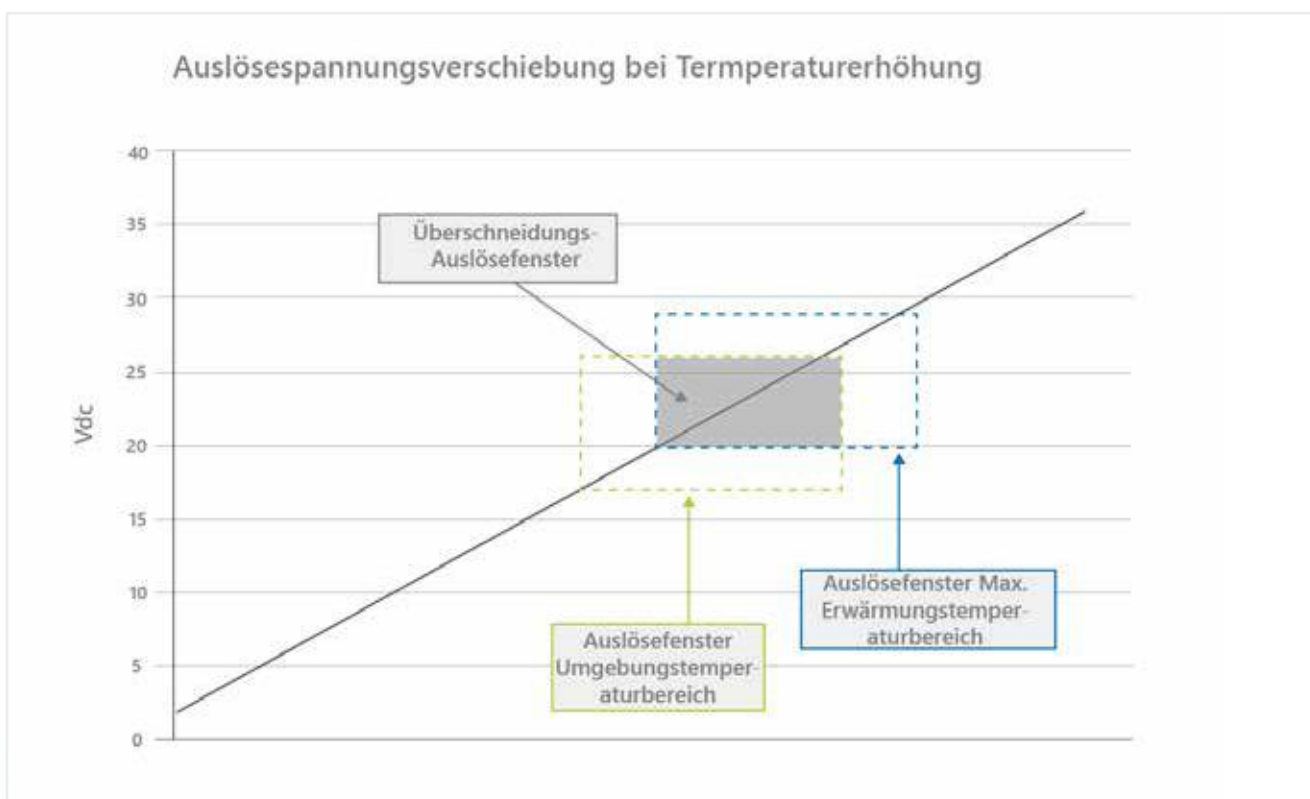 Auslösespannungsverschiebung bei Termperaturerhöhung
40
35
30
25
20
15
10
5
0
Vdc
Überschneidungs-
Auslösefenster
Auslösefenster Max.
Erwärmungstemper-
aturbereich
Auslösefenster
Umgebungstemper-
aturbereich